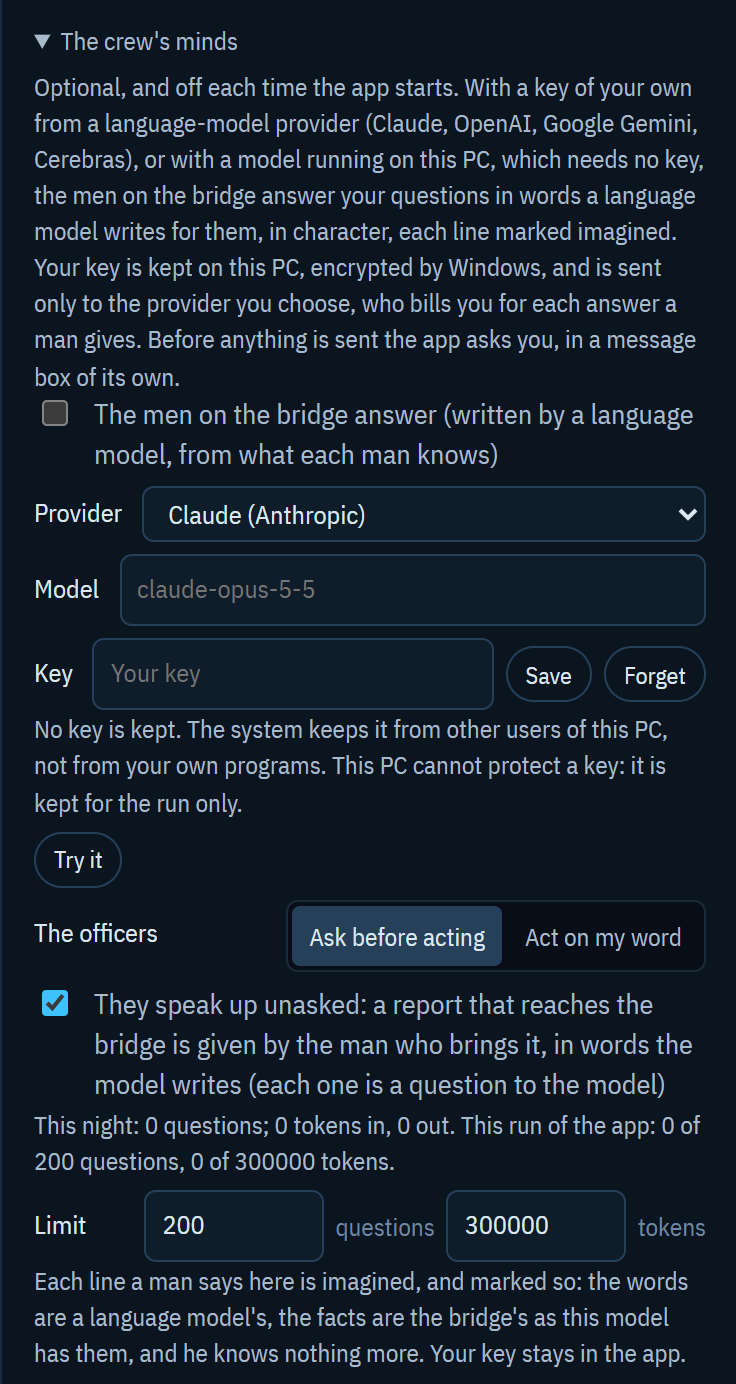 ▼ The crew's minds
Optional, and off each time the app starts. With a key of your own
from a language-model provider (Claude, OpenAI, Google Gemini,
Cerebras), or with a model running on this PC, which needs no key,
the men on the bridge answer your questions in words a language
model writes for them, in character, each line marked imagined.
Your key is kept on this PC, encrypted by Windows, and is sent
only to the provider you choose, who bills you for each answer a
man gives. Before anything is sent the app asks you, in a message
box of its own.
The men on the bridge answer (written by a language
model, from what each man knows)
Provider Claude (Anthropic)
Model claude-opus-5-5
Key Your key Save Forget
No key is kept. The system keeps it from other users of this PC,
not from your own programs. This PC cannot protect a key: it is
kept for the run only.
Try it
The officers Ask before acting Act on my word
They speak up unasked: a report that reaches the
bridge is given by the man who brings it, in words the
model writes (each one is a question to the model)
This night: 0 questions; 0 tokens in, 0 out. This run of the app: 0 of
200 questions, 0 of 300000 tokens.
Limit 200 questions 300000 tokens
Each line a man says here is imagined, and marked so: the words
are a language model's, the facts are the bridge's as this model
has them, and he knows nothing more. Your key stays in the app.